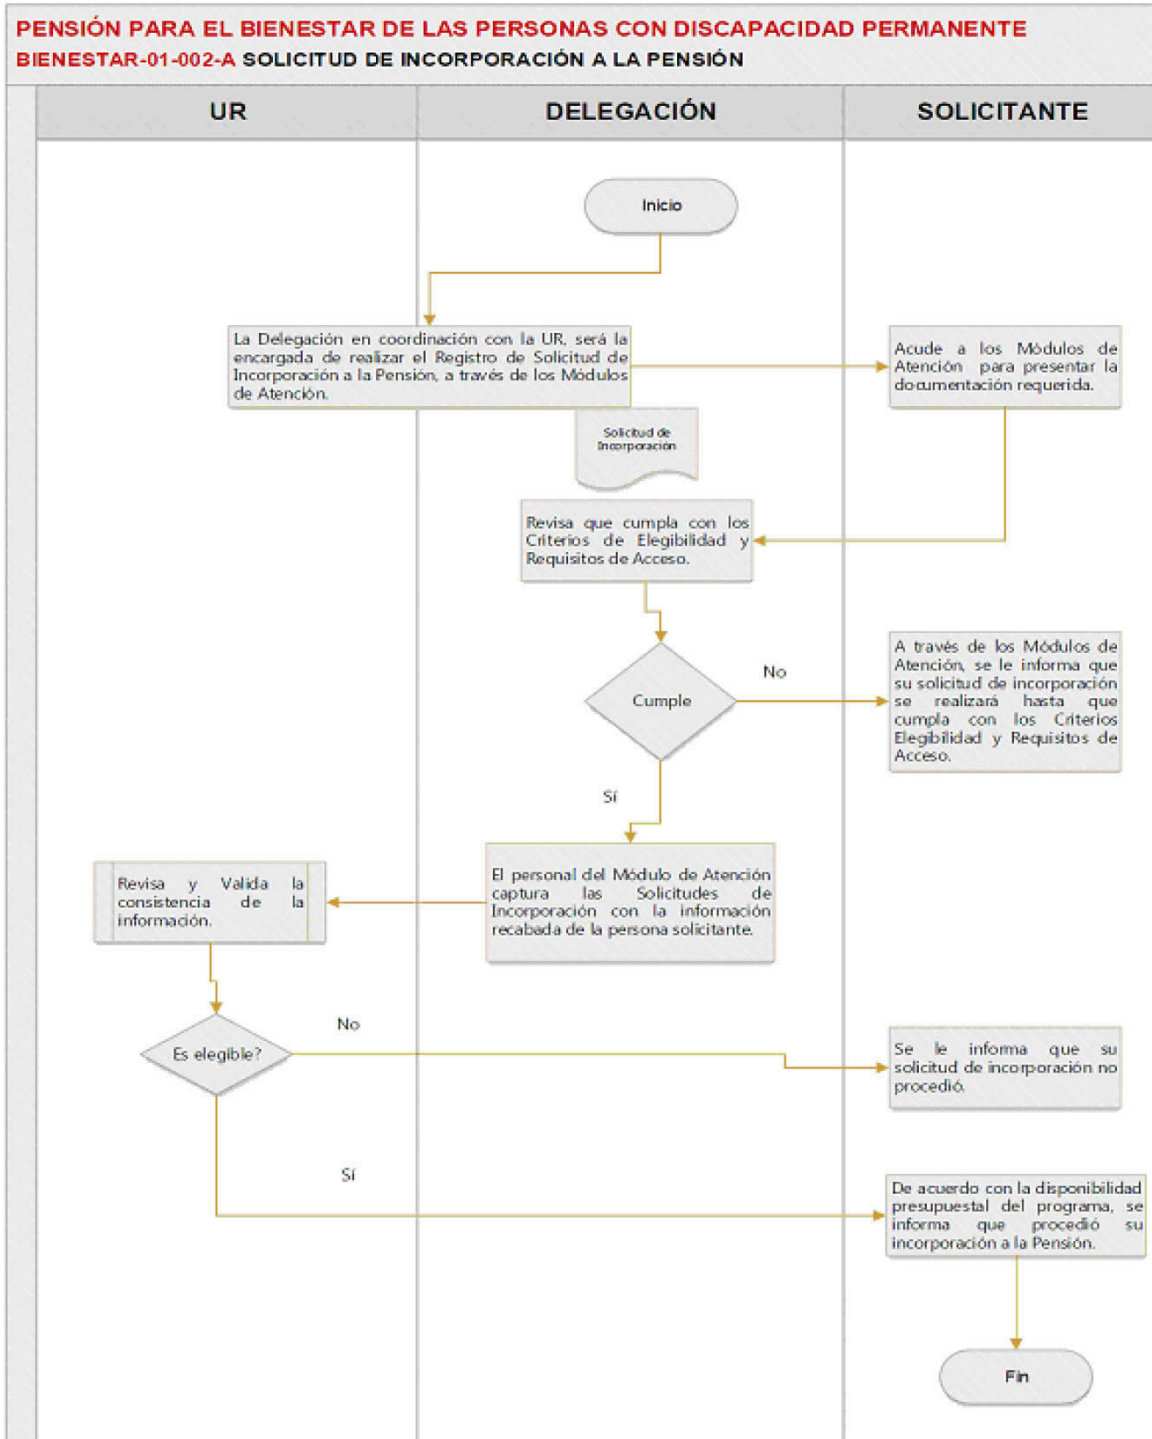 PENSIÓN PARA EL BIENESTAR DE LAS PERSONAS CON DISCAPACIDAD PERMANENTE
BIENESTAR-01-002-A SOLICITUD DE INCORPORACIÓN A LA PENSIÓN
UR
DELEGACIÓN
SOLICITANTE
Inicio
La Delegación en coordinación con la UR, será la
encargada de realizar el Registro de Solicitud de
Incorporación a la Pensión, a través de los Módulos
de Atención.
Acude a los Módulos de
Atención para presentar la
documentación requerida.
Solicitud de
Incorporación
Revisa que cumpla con los
Criterios de Elegibilidad y
Requisitos de Acceso.
Cumple
No
A través de los Módulos de
Atención, se le informa que
su solicitud de incorporación
se realizará hasta que
cumpla con los Criterios
Elegibilidad y Requisitos de
Acceso.
Sí
El personal del Módulo de Atención
captura las Solicitudes de
Incorporación con la información
recabada de la persona solicitante.
Revisa y Valida la
consistencia de la
información.
Es elegible?
No
Se le informa que su
solicitud de incorporación no
procedió.
Sí
De acuerdo con la disponibilidad
presupuestal del programa, se
informa que procedió su
incorporación a la Pensión.
Fin